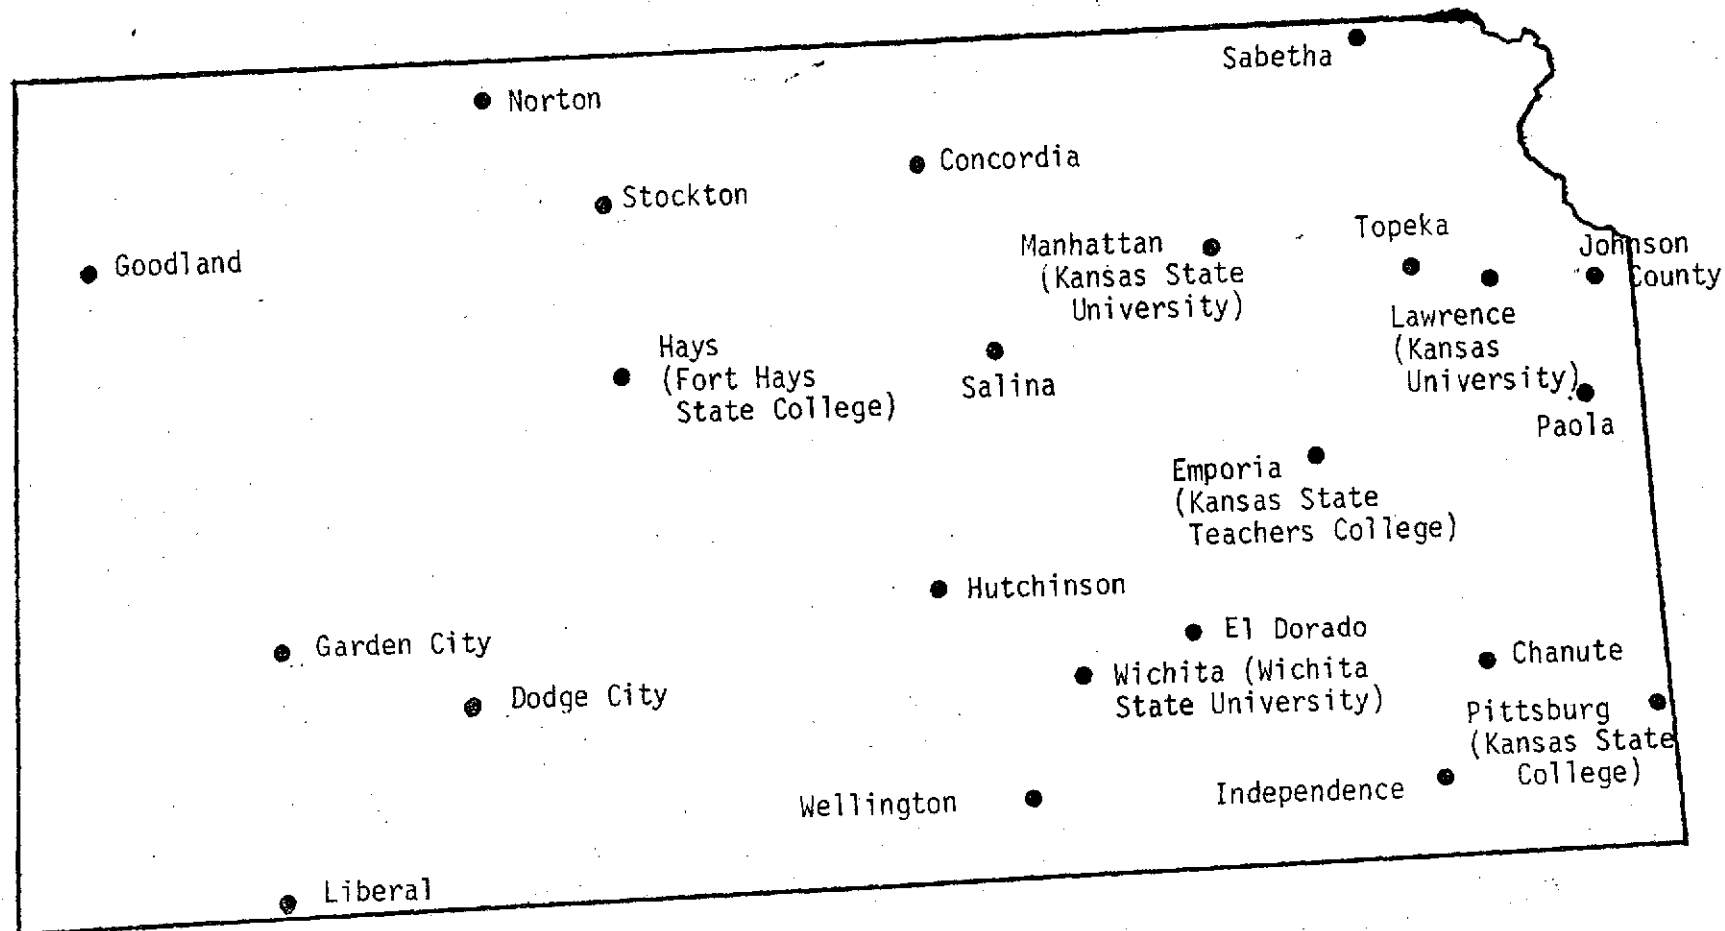 Sabetha
Norton
Concordia
Stockton
Topeka
Manhattan
(Kansas State
University)
Johnson
County
Goodland
Lawrence
(Kansas
University)
Hays
(Fort Hays
State College)
Salina
Paola
Emporia
(Kansas State
Teachers College)
Hutchinson
El Dorado
Garden City
Chanute
Wichita (Wichita
State University)
Dodge City
Pittsburg
(Kansas State
College)
Independence
Wellington
Liberal